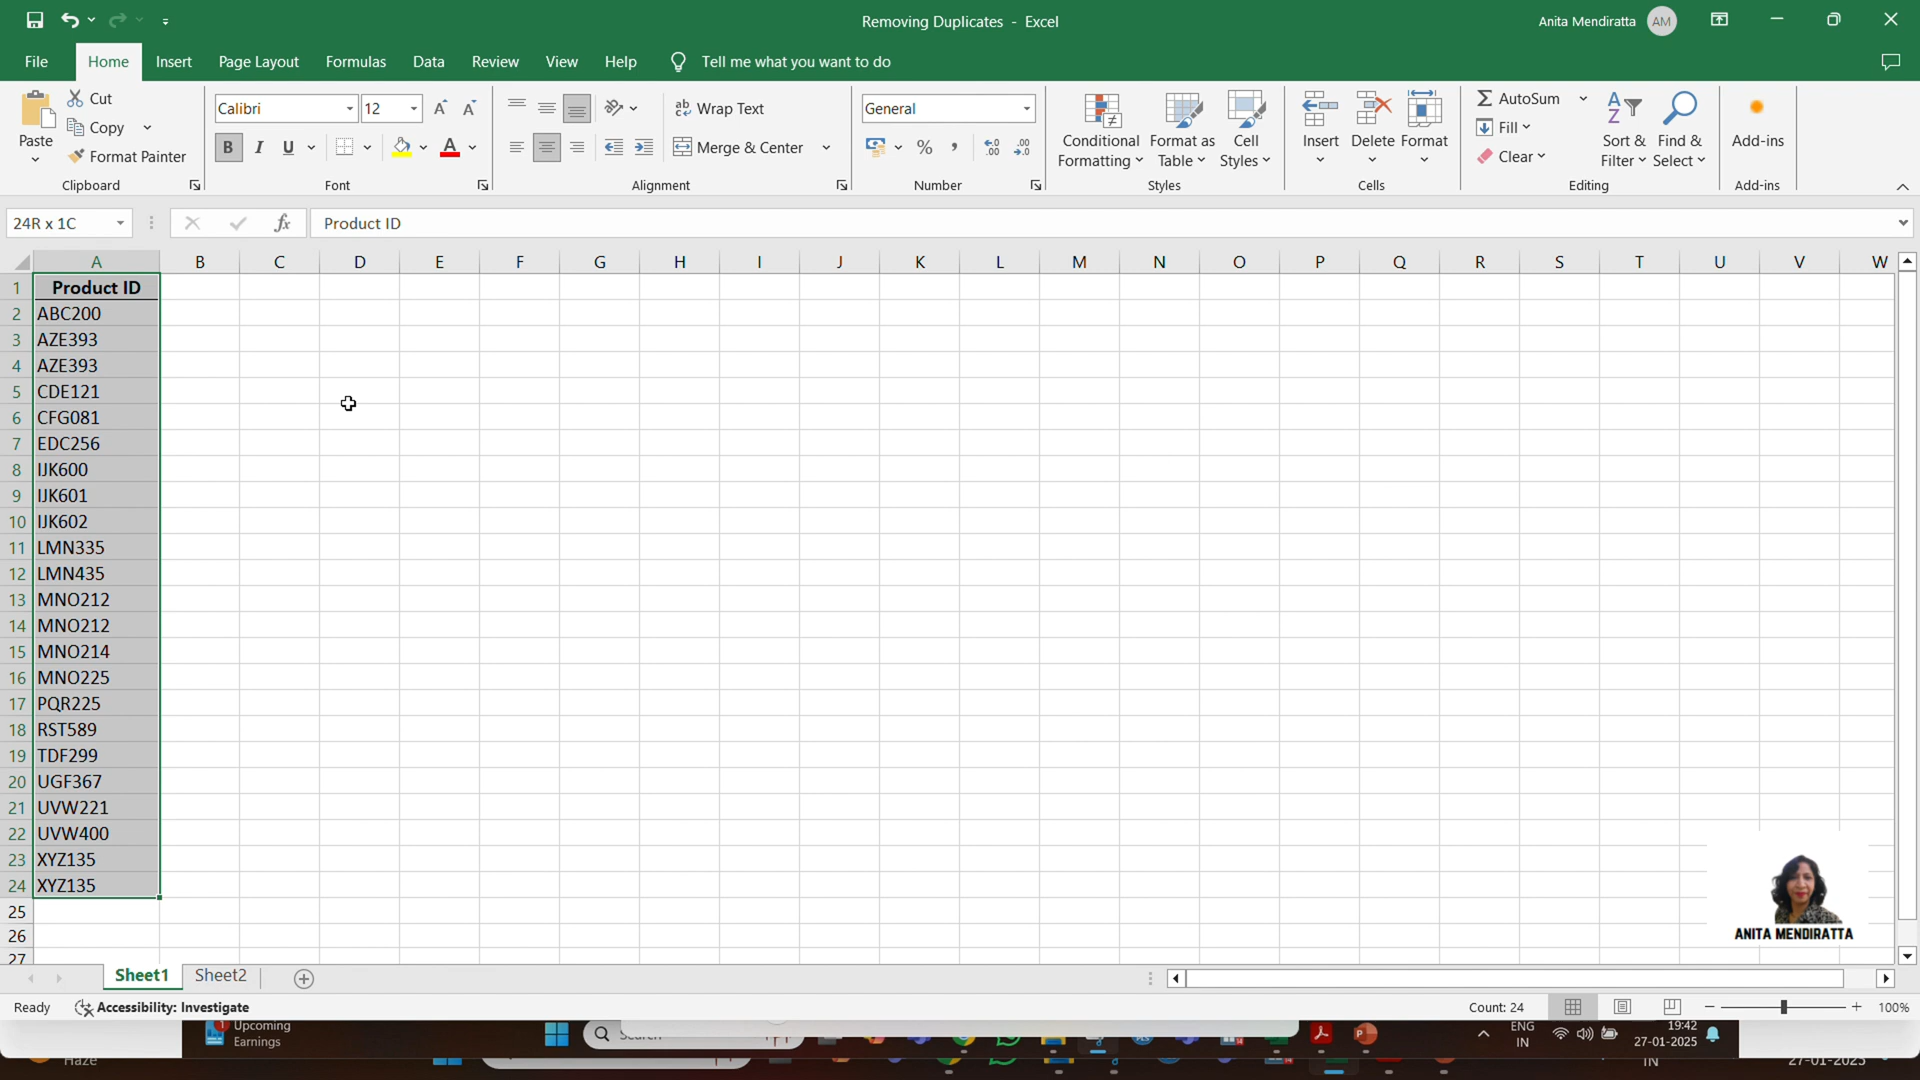 Removing Duplicates - Excel
Anita Mendiratta AM
File Home Insert Page Layout Formulas Data Review View Help Tell me what you want to do
Paste
Cut
Copy
Format Painter
Clipboard
Calibri 12
B I U A
Font
Wrap Text
Merge & Center
Alignment
General
%
Number
Conditional Formatting
Format as Table
Cell Styles
Styles
Insert Delete Format
Cells
AutoSum
Fill
Clear
Sort & Filter
Find & Select
Editing
Add-ins
Add-ins
24R x 1C fx Product ID
A B C D E F G H I J K L M N O P Q R S T U V W
1 Product ID
2 ABC200
3 AZE393
4 AZE393
5 CDE121
6 CFG081
7 EDC256
8 IJK600
9 IJK601
10 IJK602
11 LMN335
12 LMN435
13 MNO212
14 MNO212
15 MNO214
16 MNO225
17 PQR225
18 RST589
19 TDF299
20 UGF367
21 UVW221
22 UVW400
23 XYZ135
24 XYZ135
25
26
27
ANITA MENDIRATTA
Sheet1 Sheet2
Ready Accessibility: Investigate Count: 24 100%
Upcoming
Earnings
Search
ENG
IN
19:42
27-01-2025
Haze
IN
27-01-2025